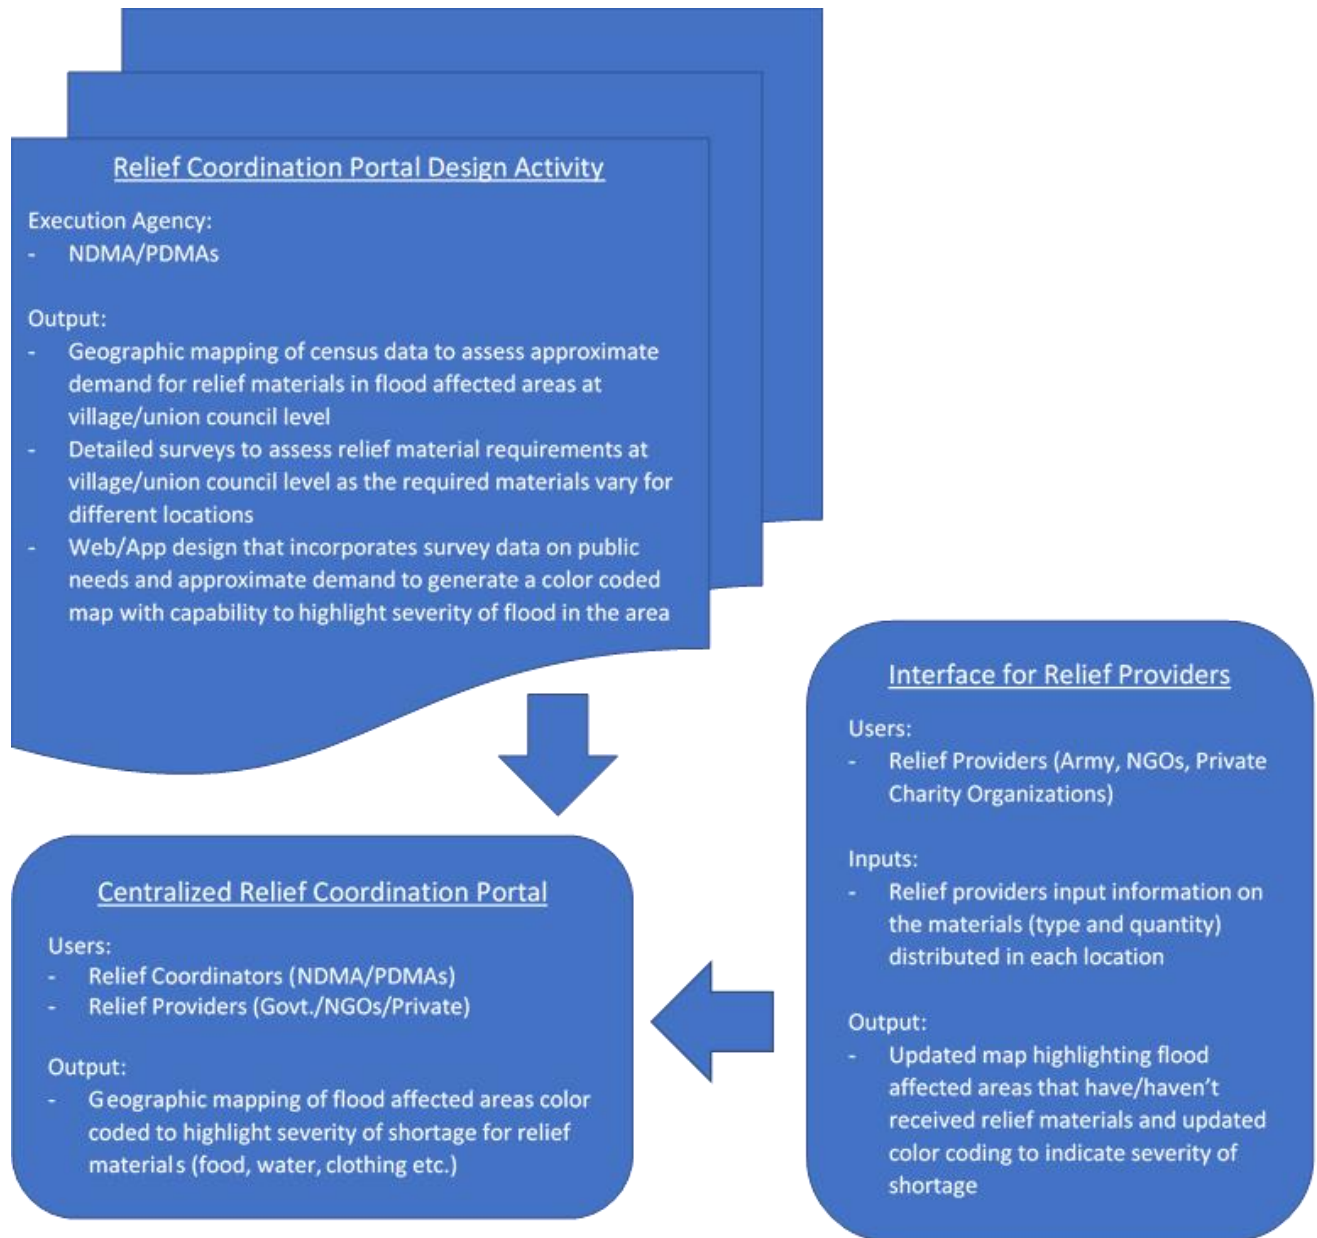 Relief Coordination Portal Design Activity
Execution Agency:
- NDMA/PDMAs
Output:
- Geographic mapping of census data to assess approximate
demand for relief materials in flood affected areas at
village/union council level
- Detailed surveys to assess relief material requirements at
village/union council level as the required materials vary for
different locations
- Web/App design that incorporates survey data on public
needs and approximate demand to generate a color coded
map with capability to highlight severity of flood in the area
Centralized Relief Coordination Portal
Users:
- Relief Coordinators (NDMA/PDMAs)
- Relief Providers (Govt./NGOs/Private)
Output:
- Geographic mapping of flood affected areas color
coded to highlight severity of shortage for relief
materials (food, water, clothing etc.)
Interface for Relief Providers
Users:
- Relief Providers (Army, NGOs, Private
Charity Organizations)
Inputs:
- Relief providers input information on
the materials (type and quantity)
distributed in each location
Output:
- Updated map highlighting flood
affected areas that have/haven’t
received relief materials and updated
color coding to indicate severity of
shortage